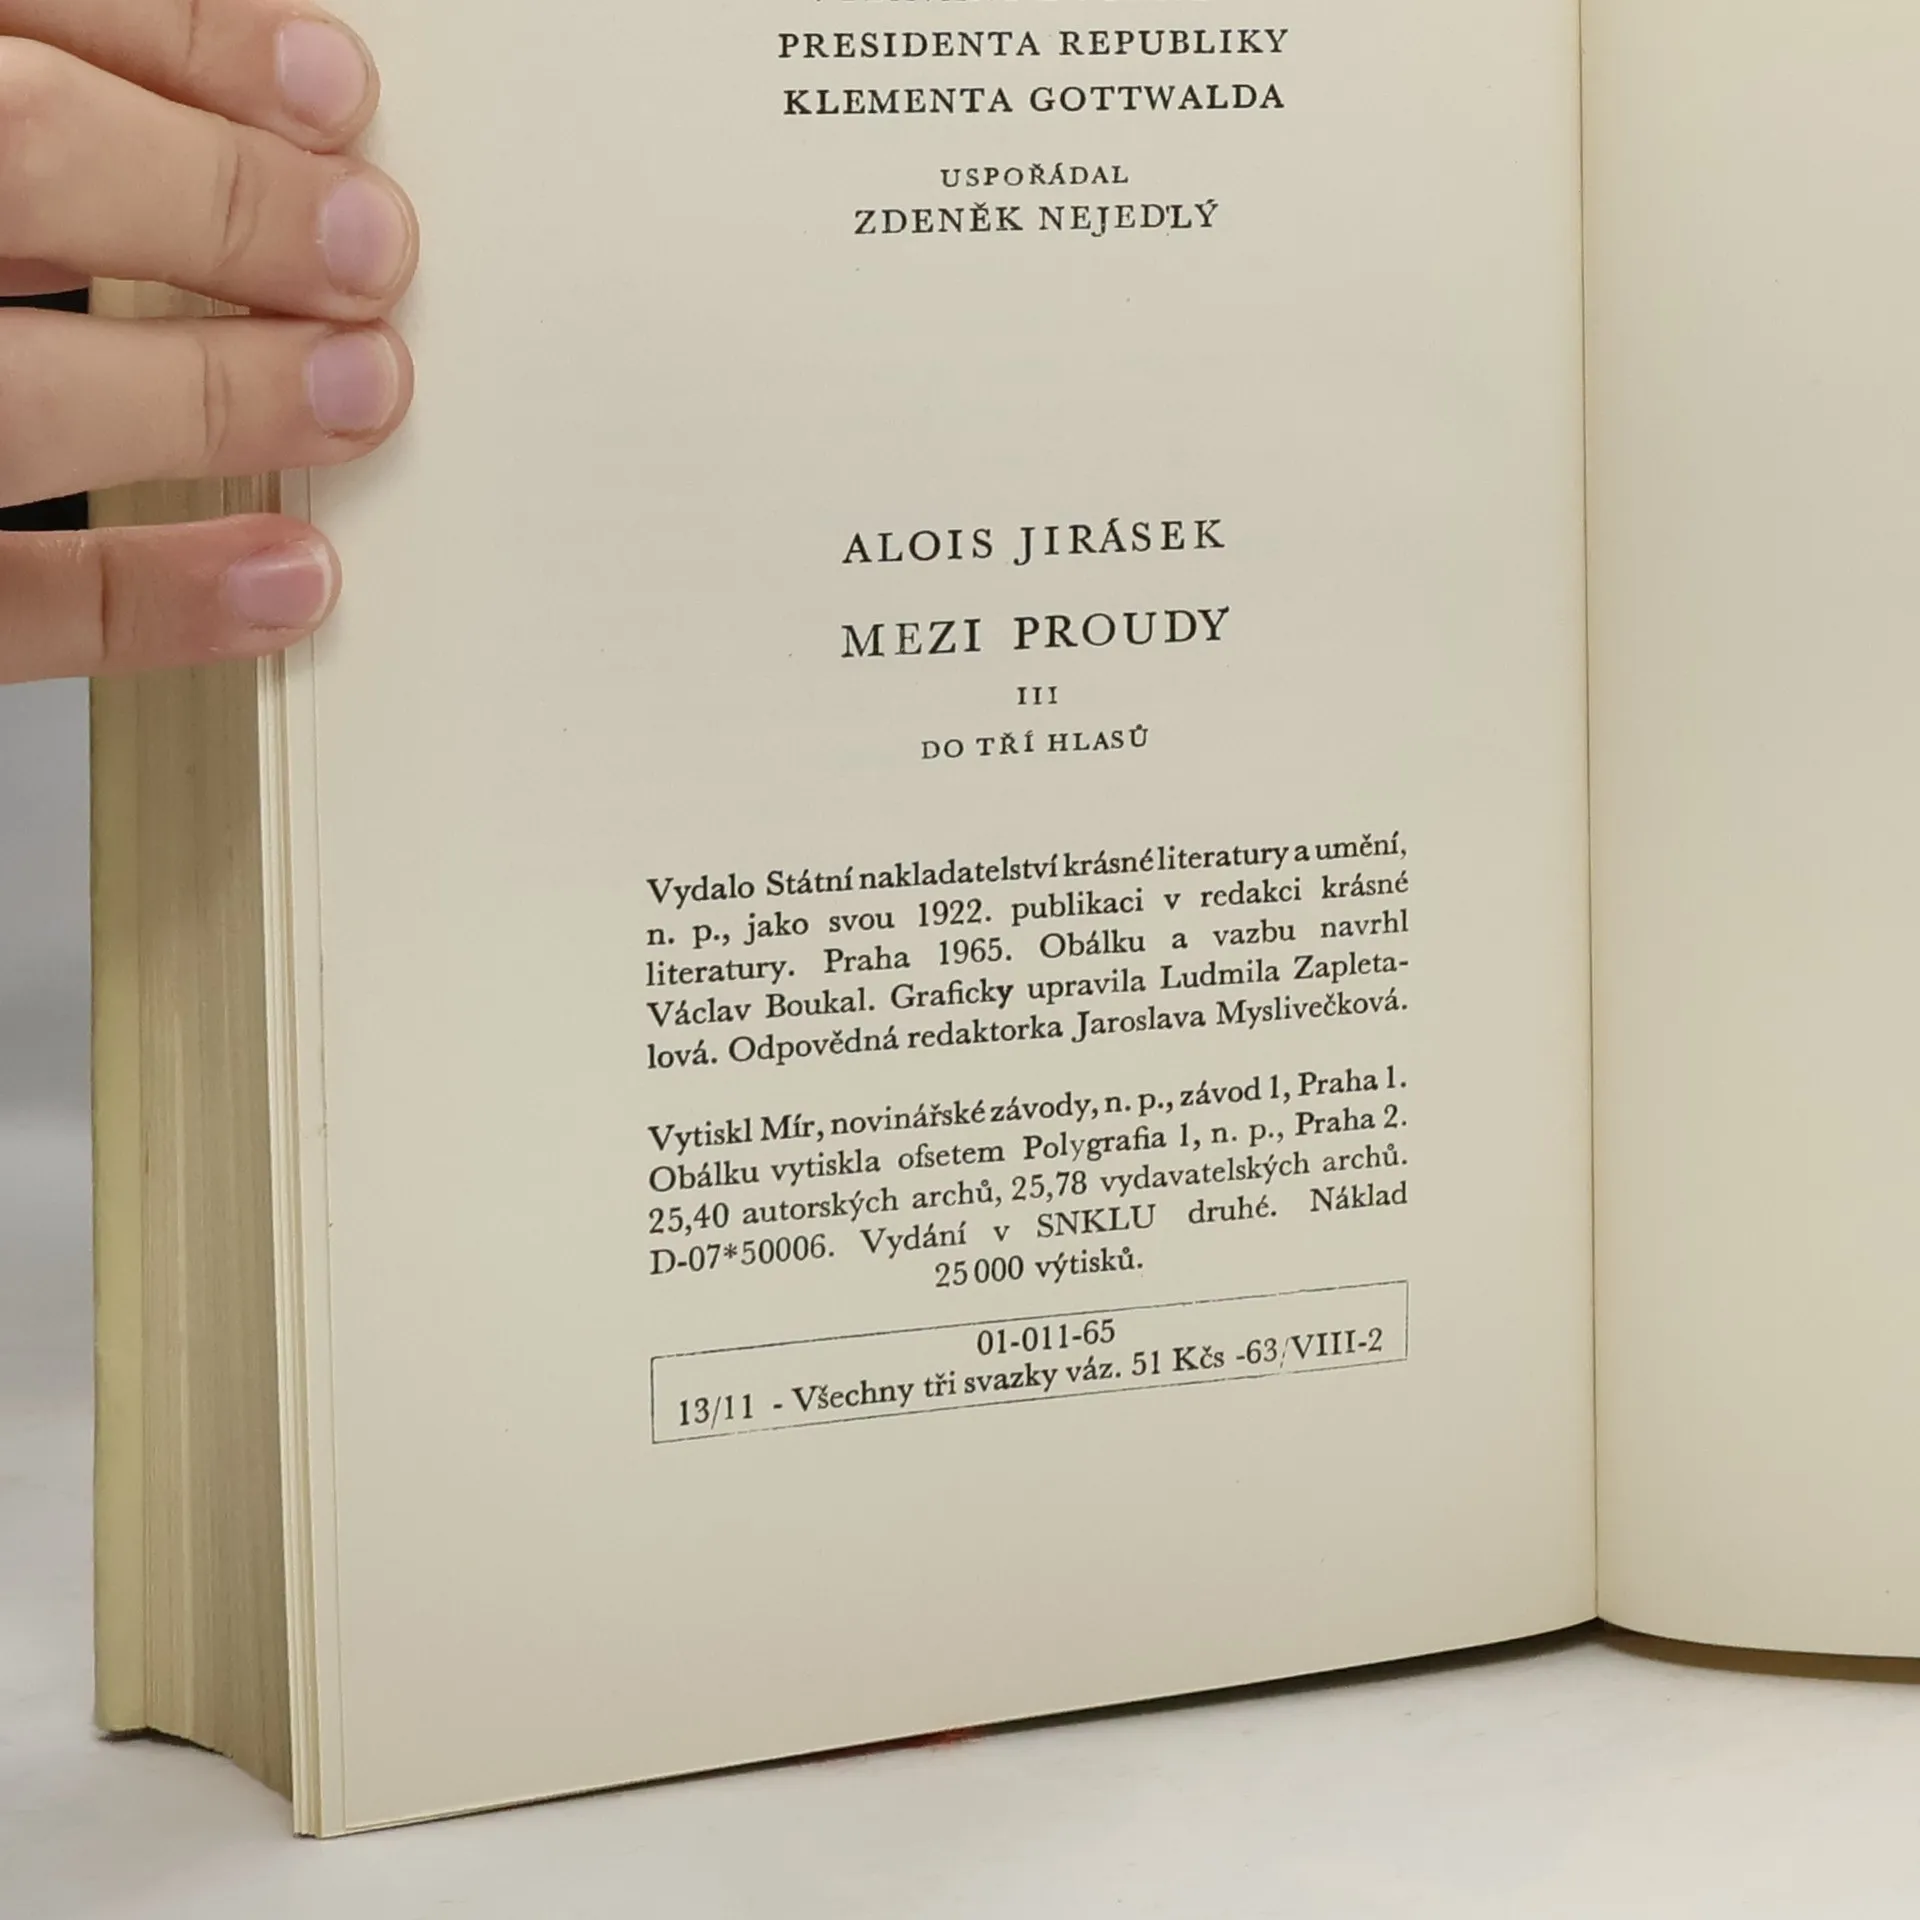 PRESIDENTA REPUBLIKY
KLEMENTA GOTTWALDA
USPOŘÁDAL
ZDENĚK NEJEDLÝ
ALOIS JIRÁSEK
MEZI PROUDY
III
DO TŘÍ HLASŮ
Vydalo Státní nakladatelství krásné literatury a umění,
n. p., jako svou 1922. publikaci v redakci krásné
literatury. Praha 1965. Obálku a vazbu navrhl
Václav Boukal. Graficky upravila Ludmila Zapleta-
lová. Odpovědná redaktorka Jaroslava Myslivečková.
Vytiskl Mír, novinářské závody, n. p., závod 1, Praha 1.
Obálku vytiskla ofsetem Polygrafia 1, n. p., Praha 2.
25,40 autorských archů, 25,78 vydavatelských archů.
D-07*50006. Vydání v SNKLU druhé. Náklad
25 000 výtisků.
01-011-65
13/11 - Všechny tři svazky váz. 51 Kčs -63/VIII-2